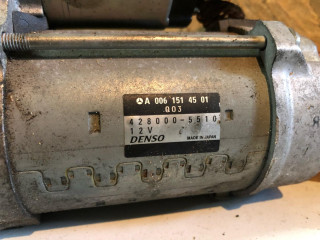 A 006 151 45 01
Q03
428000-5510
12V
DENSO MADE IN JAPAN